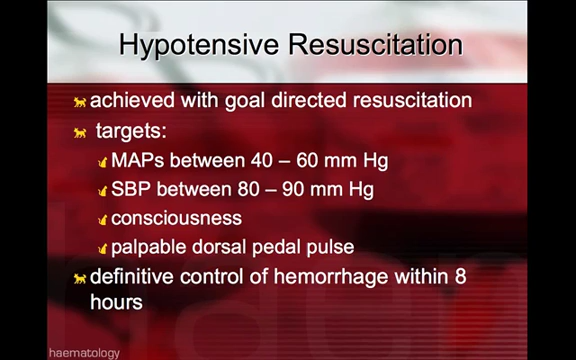 Hypotensive Resuscitation
achieved with goal directed resuscitation
targets:
MAPs between 40 – 60 mm Hg
SBP between 80 – 90 mm Hg
consciousness
palpable dorsal pedal pulse
definitive control of hemorrhage within 8
hours
haematology